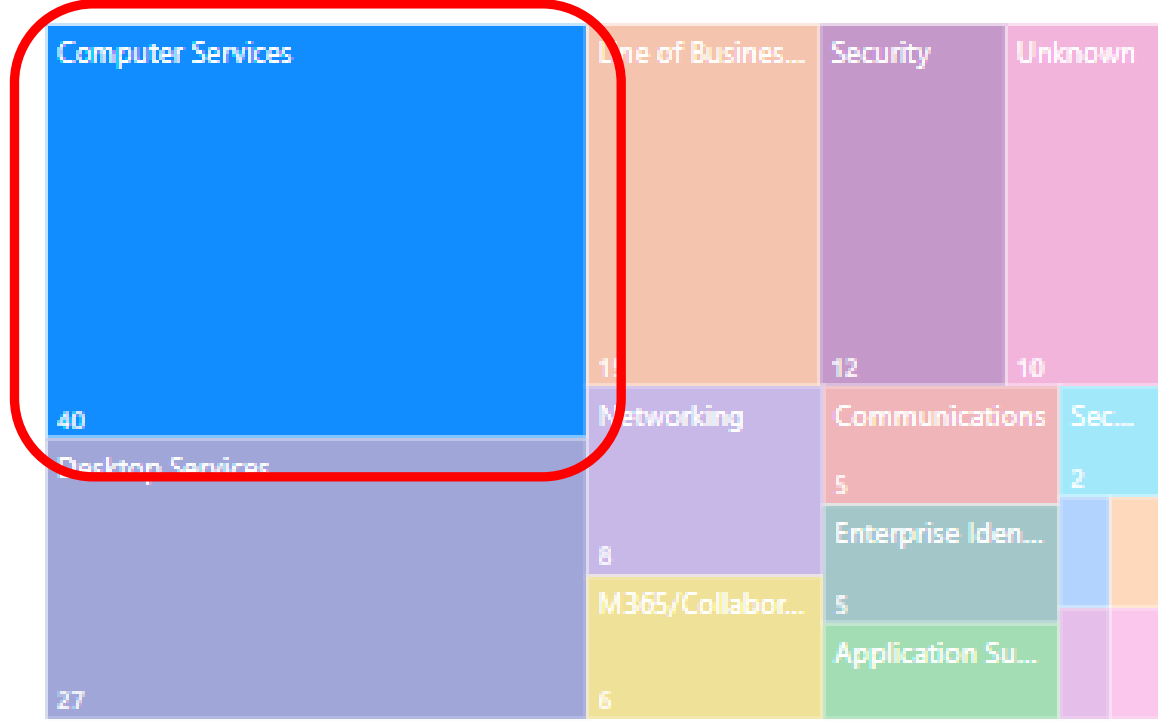 Computer Services
40
Desktop Services
27
Line of Busines...
15
Security
12
Unknown
10
Networking
8
M365/Collabor...
6
Communications
5
Enterprise Iden...
5
Application Su...
Sec...
2